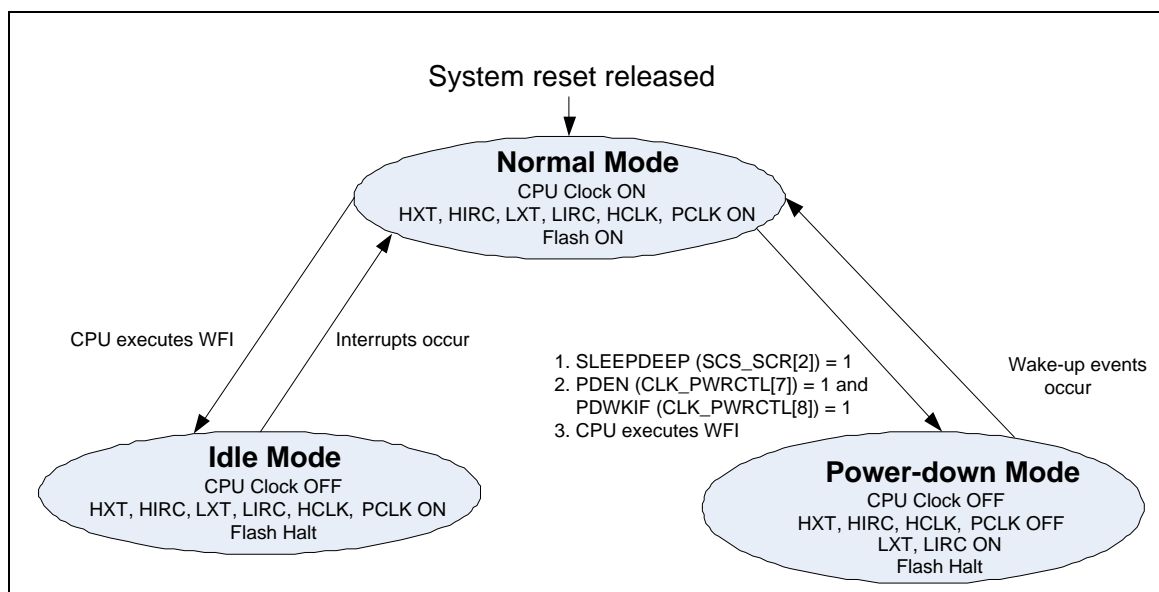 System reset released
Normal Mode
CPU Clock ON
HXT, HIRC, LXT, LIRC, HCLK, PCLK ON
Flash ON
CPU executes WFI
Interrupts occur
1. SLEEPDEEP (SCS_SCR[2]) = 1
2. PDEN (CLK_PWRCTL[7]) = 1 and
PDWKIF (CLK_PWRCTL[8]) = 1
3. CPU executes WFI
Wake-up events
occur
Idle Mode
CPU Clock OFF
HXT, HIRC, LXT, LIRC, HCLK, PCLK ON
Flash Halt
Power-down Mode
CPU Clock OFF
HXT, HIRC, HCLK, PCLK OFF
LXT, LIRC ON
Flash Halt